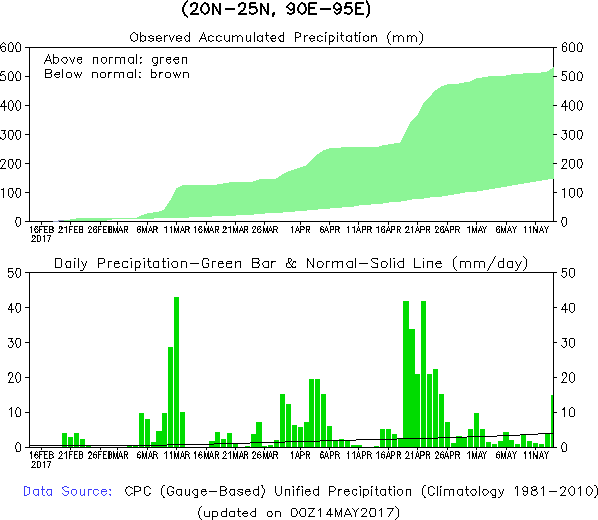 (20N-25N, 90E-95E)
Observed Accumulated Precipitation (mm)
Above normal: green
Below normal: brown
600 600
500 500
400 400
300 300
200 200
100 100
0 0
16FEB 21FEB 26FEB 1MAR 6MAR 11MAR 16MAR 21MAR 26MAR 1APR 6APR 11APR 16APR 21APR 26APR 1MAY 6MAY 11MAY
2017
Daily Precipitation-Green Bar & Normal-Solid Line (mm/day)
50 50
40 40
30 30
20 20
10 10
0 0
16FEB 21FEB 26FEB 1MAR 6MAR 11MAR 16MAR 21MAR 26MAR 1APR 6APR 11APR 16APR 21APR 26APR 1MAY 6MAY 11MAY
2017
Data Source: CPC (Gauge-Based) Unified Precipitation (Climatology 1981-2010)
(updated on 00Z14MAY2017)